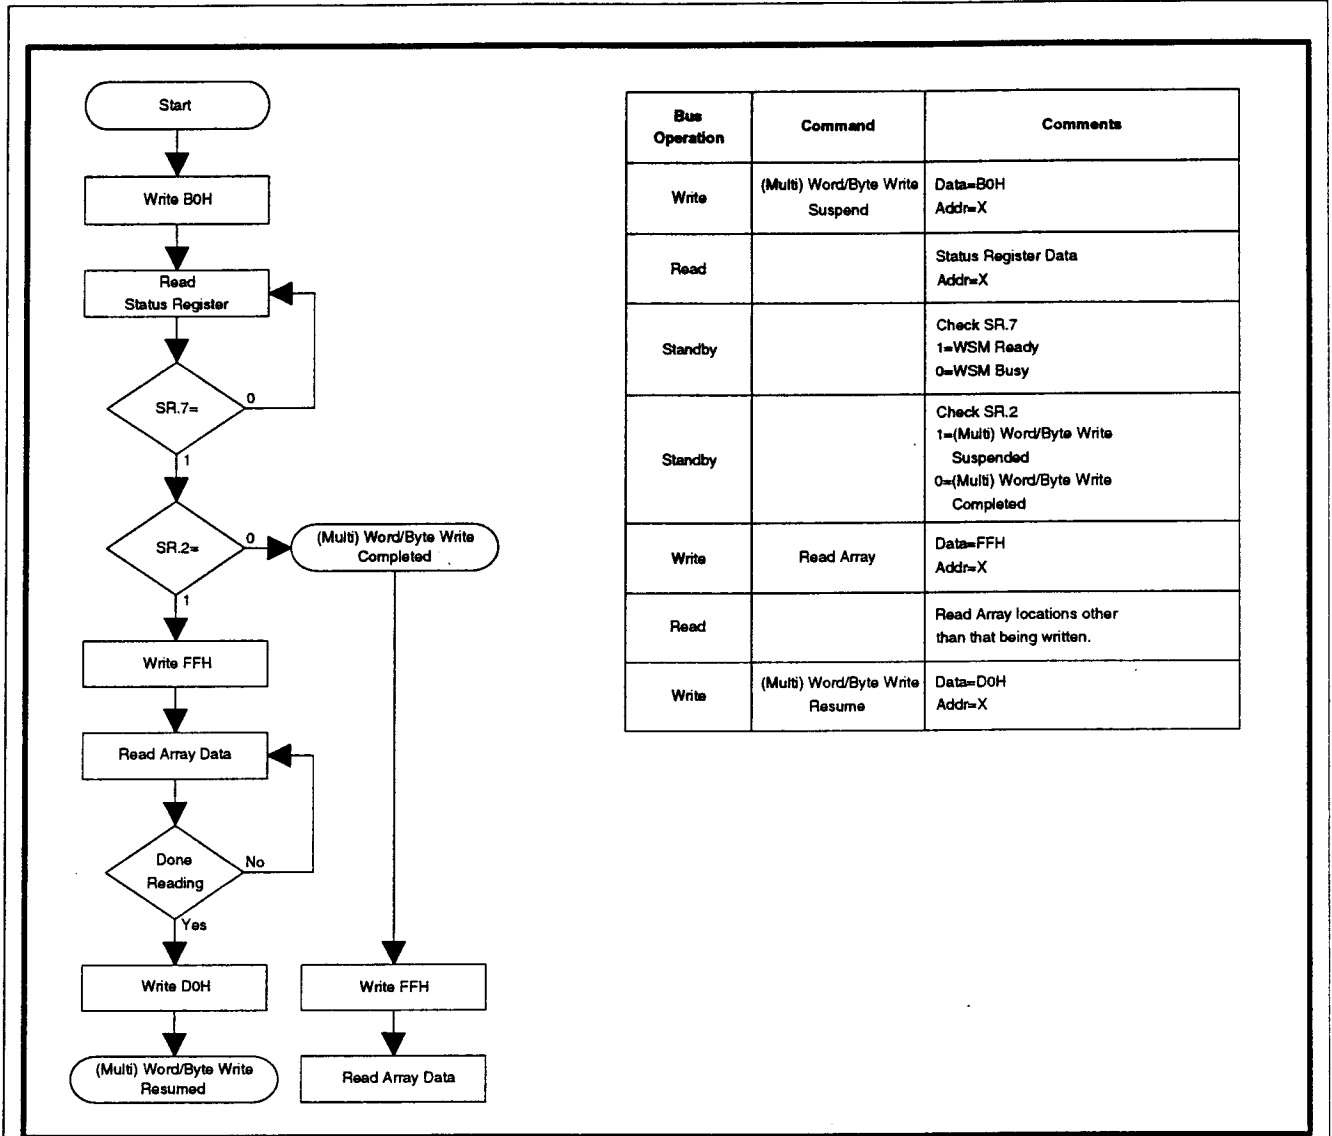 Start
Write B0H
Read
Status Register
SR.7=
0
1
SR.2=
0
(Multi) Word/Byte Write
Completed
1
Write FFH
Read Array Data
Done
Reading
No
Yes
Write D0H
(Multi) Word/Byte Write
Resumed
Write FFH
Read Array Data
Bus
Operation
Command
Comments
Write
(Multi) Word/Byte Write
Suspend
Data=B0H
Addr=X
Read
Status Register Data
Addr=X
Standby
Check SR.7
1=WSM Ready
0=WSM Busy
Standby
Check SR.2
1=(Multi) Word/Byte Write
Suspended
0=(Multi) Word/Byte Write
Completed
Write
Read Array
Data=FFH
Addr=X
Read
Read Array locations other
than that being written.
Write
(Multi) Word/Byte Write
Resume
Data=D0H
Addr=X